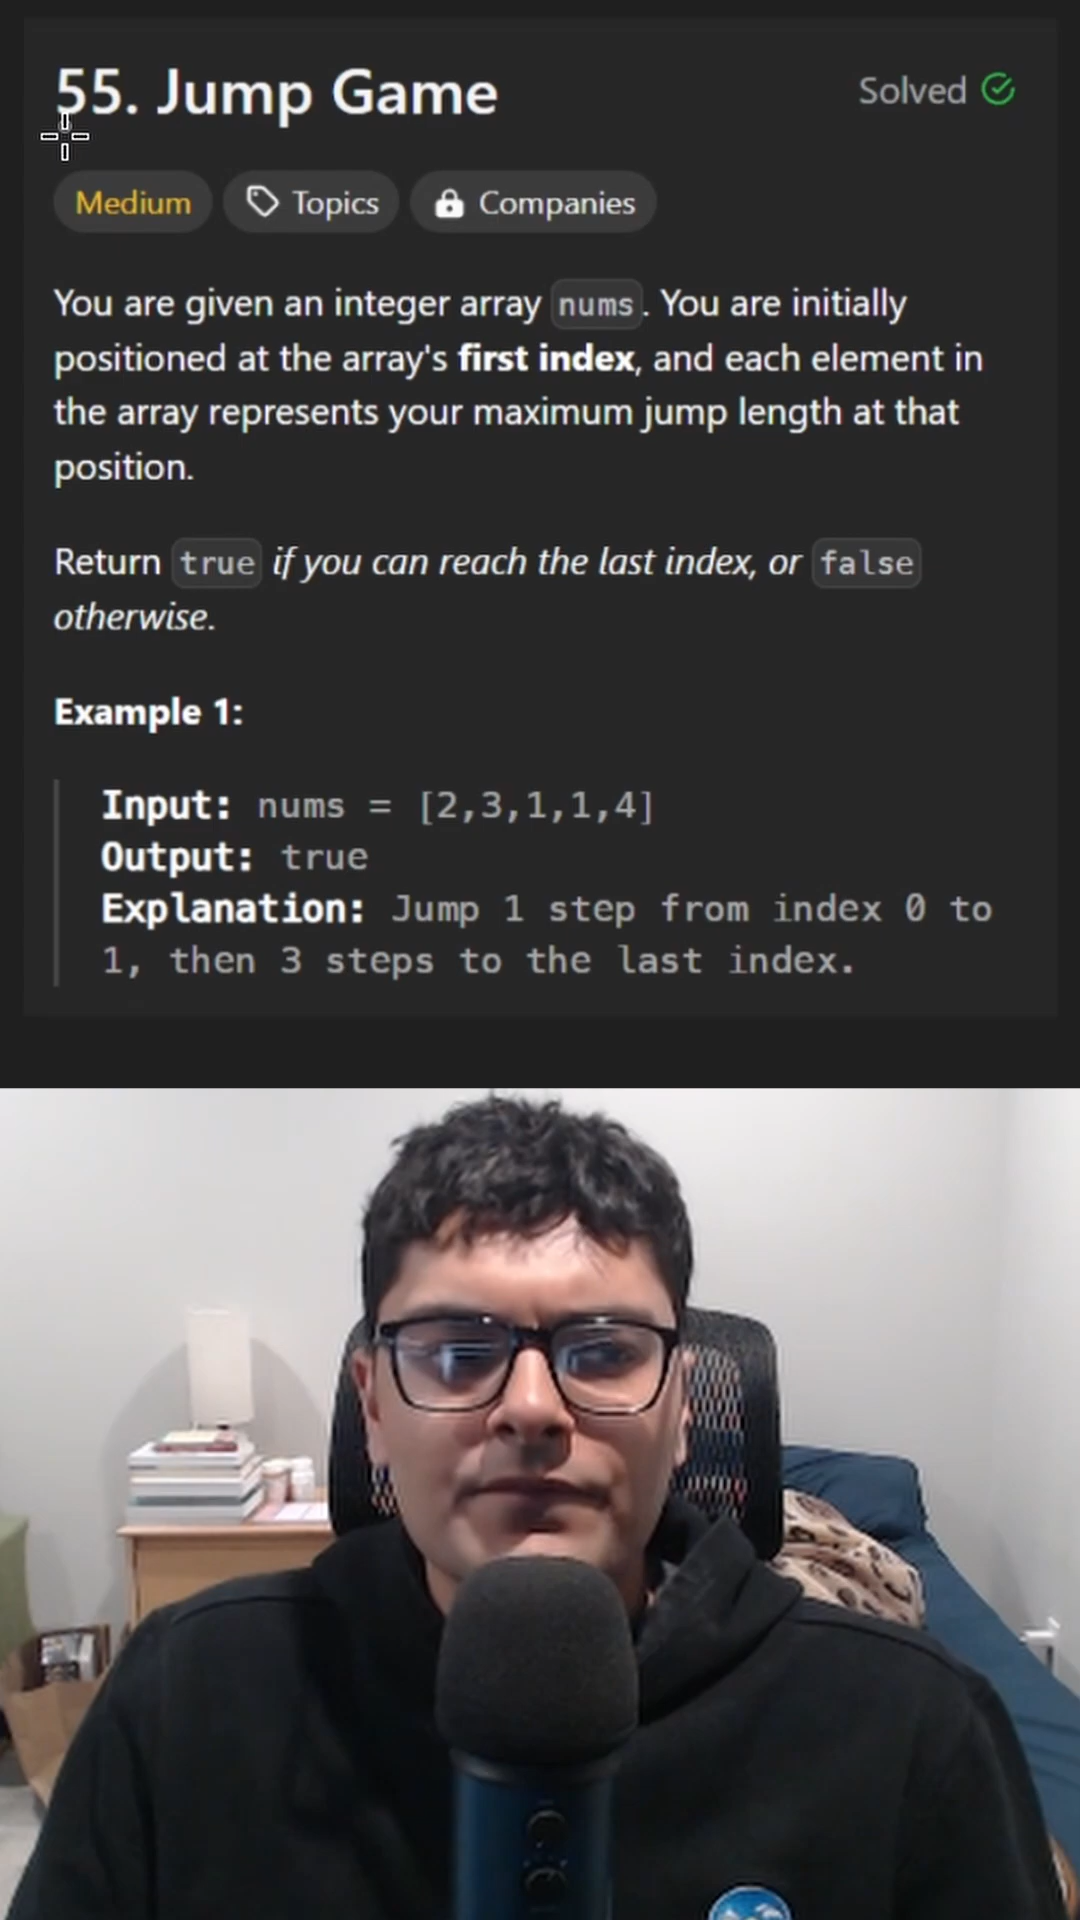 55. Jump Game
Solved
Medium
Topics
Companies
You are given an integer array nums. You are initially
positioned at the array's first index, and each element in
the array represents your maximum jump length at that
position.
Return true if you can reach the last index, or false
otherwise.
Example 1:
Input: nums = [2,3,1,1,4]
Output: true
Explanation: Jump 1 step from index 0 to
1, then 3 steps to the last index.